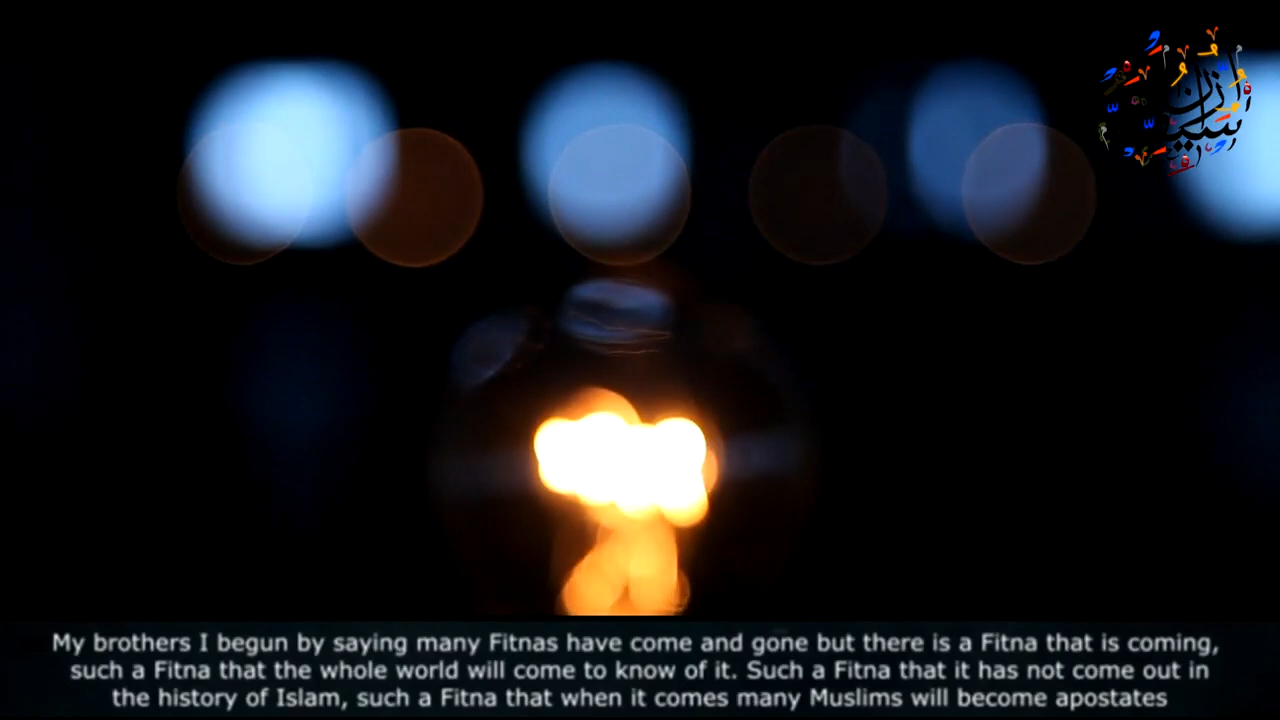 My brothers I begun by saying many Fitnas have come and gone but there is a Fitna that is coming,
such a Fitna that the whole world will come to know of it. Such a Fitna that it has not come out in
the history of Islam, such a Fitna that when it comes many Muslims will become apostates